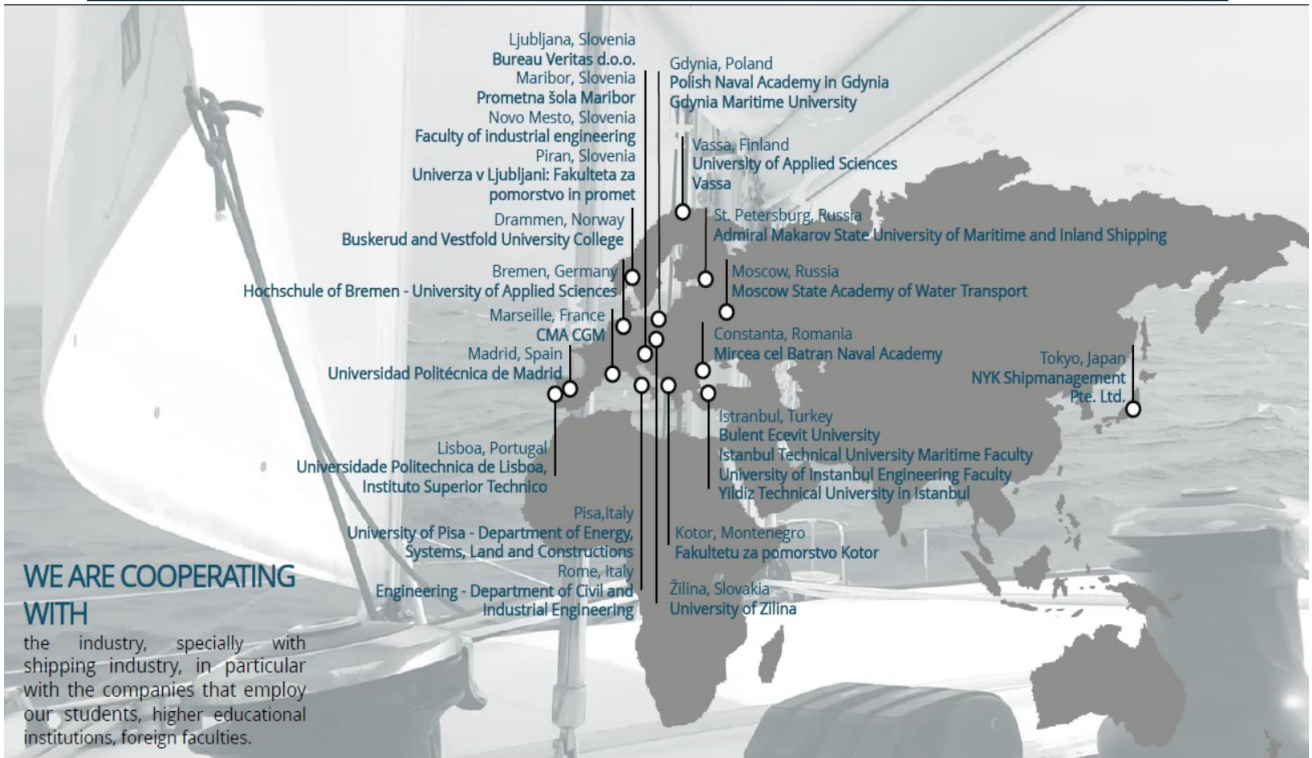 Ljubljana, Slovenia
Bureau Veritas d.o.o.
Maribor, Slovenia
Prometna šola Maribor
Novo Mesto, Slovenia
Faculty of industrial engineering
Piran, Slovenia
Univerza v Ljubljani: Fakulteta za
pomorstvo in promet
Drammen, Norway
Buskerud and Vestfold University College
Bremen, Germany
Hochschule of Bremen - University of Applied Sciences
Marseille, France
CMA CGM
Madrid, Spain
Universidad Politécnica de Madrid
Lisboa, Portugal
Universidade Politechnica de Lisboa,
Instituto Superior Technico
Pisa,Italy
University of Pisa - Department of Energy,
Systems, Land and Constructions
Rome, Italy
Engineering - Department of Civil and
Industrial Engineering
Gdynia, Poland
Polish Naval Academy in Gdynia
Gdynia Maritime University
Vassa, Finland
University of Applied Sciences
Vassa
St. Petersburg, Russia
Admiral Makarov State University of Maritime and Inland Shipping
Moscow, Russia
Moscow State Academy of Water Transport
Constanta, Romania
Mircea cel Batran Naval Academy
Tokyo, Japan
NYK Shipmanagement
Pte. Ltd.
Istranbul, Turkey
Bulent Ecevit University
Istanbul Technical University Maritime Faculty
University of Instanbul Engineering Faculty
Yildiz Technical University in Istanbul
Kotor, Montenegro
Fakultetu za pomorstvo Kotor
Žilina, Slovakia
University of Zilina
WE ARE COOPERATING
WITH
the industry, specially with
shipping industry, in particular
with the companies that employ
our students, higher educational
institutions, foreign faculties.